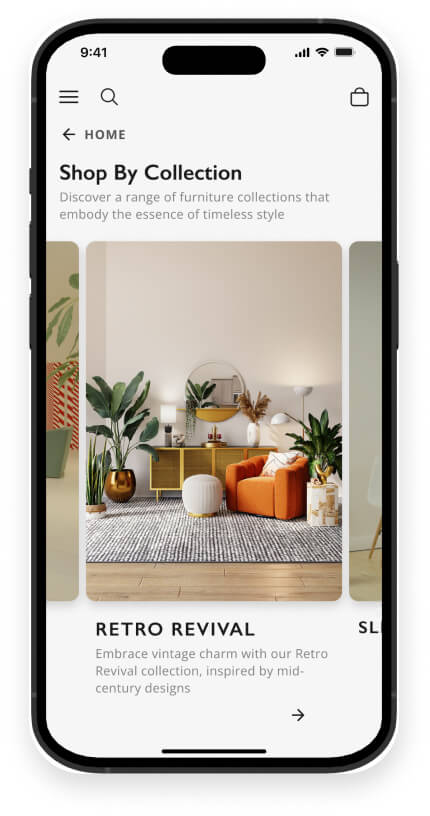 9:41
HOME
Shop By Collection
Discover a range of furniture collections that
embody the essence of timeless style
RETRO REVIVAL
Embrace vintage charm with our Retro
Revival collection, inspired by mid-
century designs